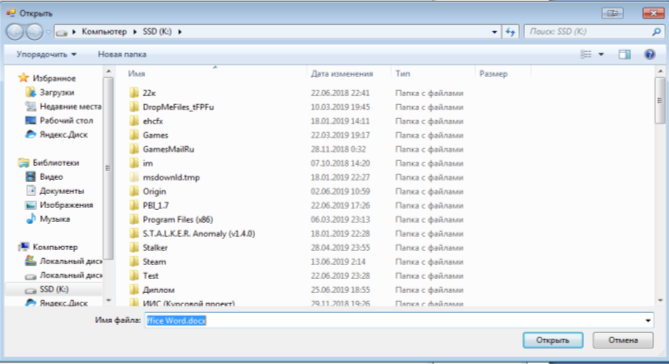 Открыть
Компьютер ▸ SSD (K:) ▸
Поиск: SSD (K:)
Упорядочить
Новая папка
Избранное
Загрузки
Недавние места
Рабочий стол
Яндекс.Диск
Библиотеки
Видео
Документы
Изображения
Музыка
Компьютер
Локальный диск
Локальный диск
SSD (K:)
Яндекс.Диск
Имя Дата изменения Тип Размер
22к 22.06.2018 22:41 Папка с файлами
DropMeFiles_tFPFu 10.03.2019 19:45 Папка с файлами
ehcfx 18.01.2019 14:11 Папка с файлами
Games 22.03.2019 19:17 Папка с файлами
GamesMailRu 28.11.2018 0:32 Папка с файлами
im 07.10.2018 14:20 Папка с файлами
msdownld.tmp 18.01.2019 22:27 Папка с файлами
Origin 02.06.2019 10:59 Папка с файлами
PBI_1.7 22.06.2018 17:26 Папка с файлами
Program Files (x86) 06.03.2019 23:13 Папка с файлами
S.T.A.L.K.E.R. Anomaly (v1.4.0) 18.01.2019 22:28 Папка с файлами
Stalker 28.04.2019 23:55 Папка с файлами
Steam 13.06.2019 2:14 Папка с файлами
Test 22.06.2019 23:28 Папка с файлами
Диплом 25.06.2019 18:55 Папка с файлами
ИИС (Курсовой проект) 29.11.2018 19:26 Папка с файлами
Имя файла: ffice Word.docx
Открыть Отмена